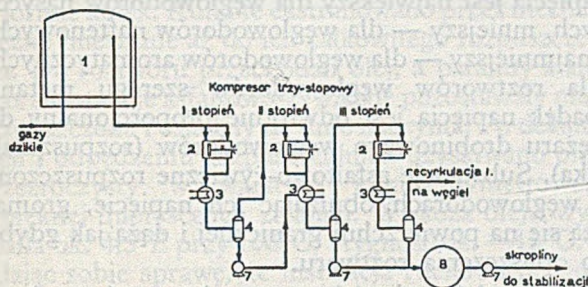 1
Kompresor trzy-stopowy
I stopień II stopień III stopień
gazy
dzikie
2 2 2
3 3 3
recyrkulacja i.
na węgiel
4 4 4
7 7 8 7
skropliny
do stabilizacji